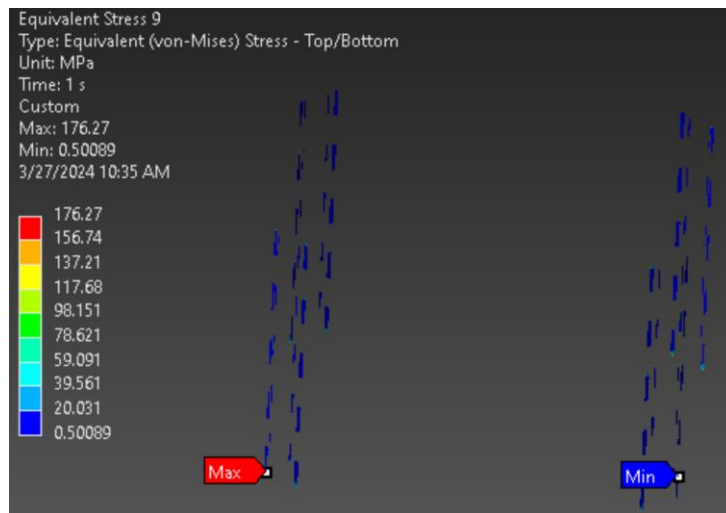 Equivalent Stress 9
Type: Equivalent (von-Mises) Stress - Top/Bottom
Unit: MPa
Time: 1 s
Custom
Max: 176.27
Min: 0.50089
3/27/2024 10:35 AM
176.27
156.74
137.21
117.68
98.151
78.621
59.091
39.561
20.031
0.50089
Max
Min